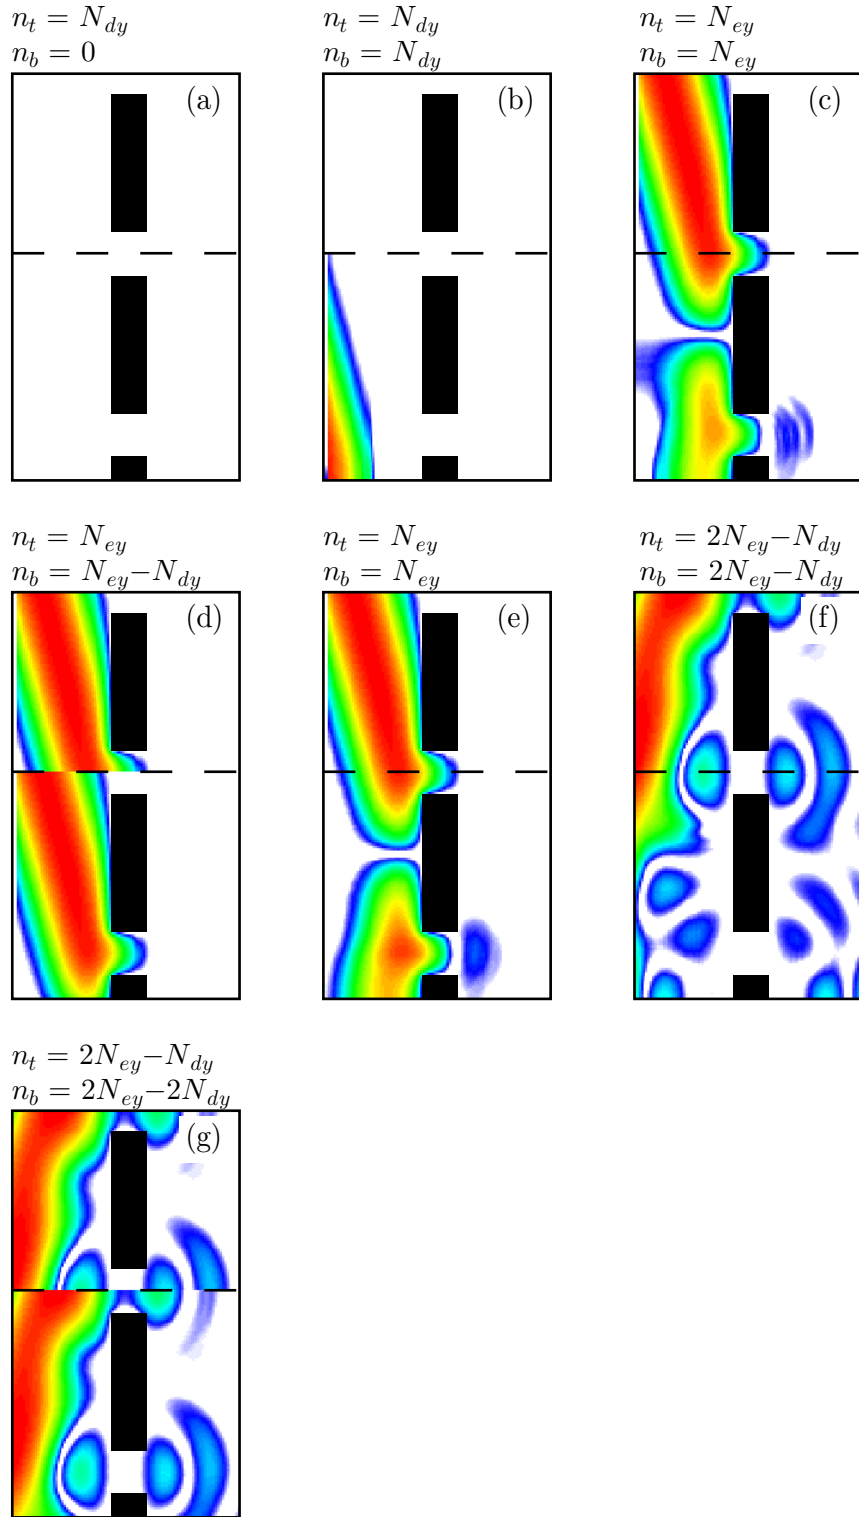 n_t = N_{dy} n_t = N_{dy} n_t = N_{ey}
n_b = 0 n_b = N_{dy} n_b = N_{ey}
(a) (b) (c)
n_t = N_{ey} n_t = N_{ey} n_t = 2N_{ey}−N_{dy}
n_b = N_{ey}−N_{dy} n_b = N_{ey} n_b = 2N_{ey}−N_{dy}
(d) (e) (f)
n_t = 2N_{ey}−N_{dy}
n_b = 2N_{ey}−2N_{dy}
(g)